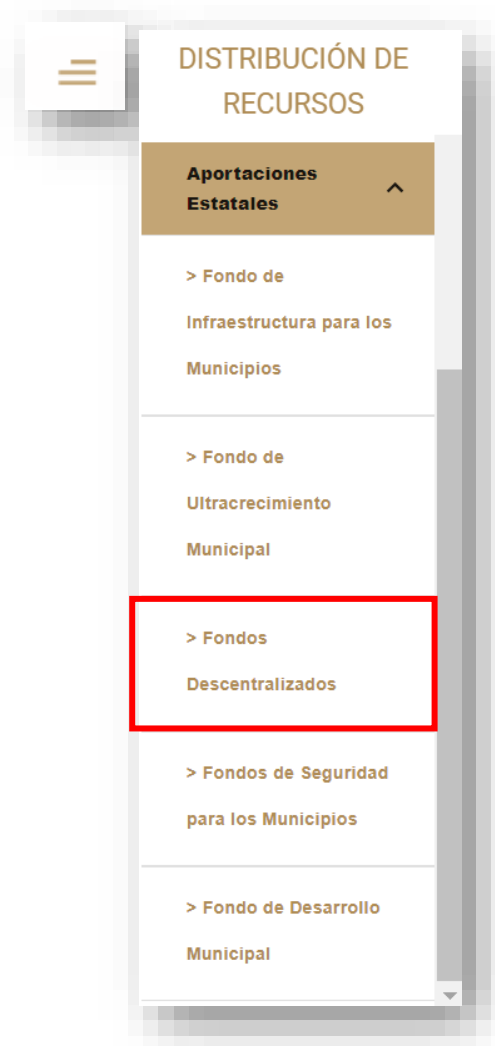 DISTRIBUCIÓN DE
RECURSOS
Aportaciones
Estatales
> Fondo de
Infraestructura para los
Municipios
> Fondo de
Ultracrecimiento
Municipal
> Fondos
Descentralizados
> Fondos de Seguridad
para los Municipios
> Fondo de Desarrollo
Municipal